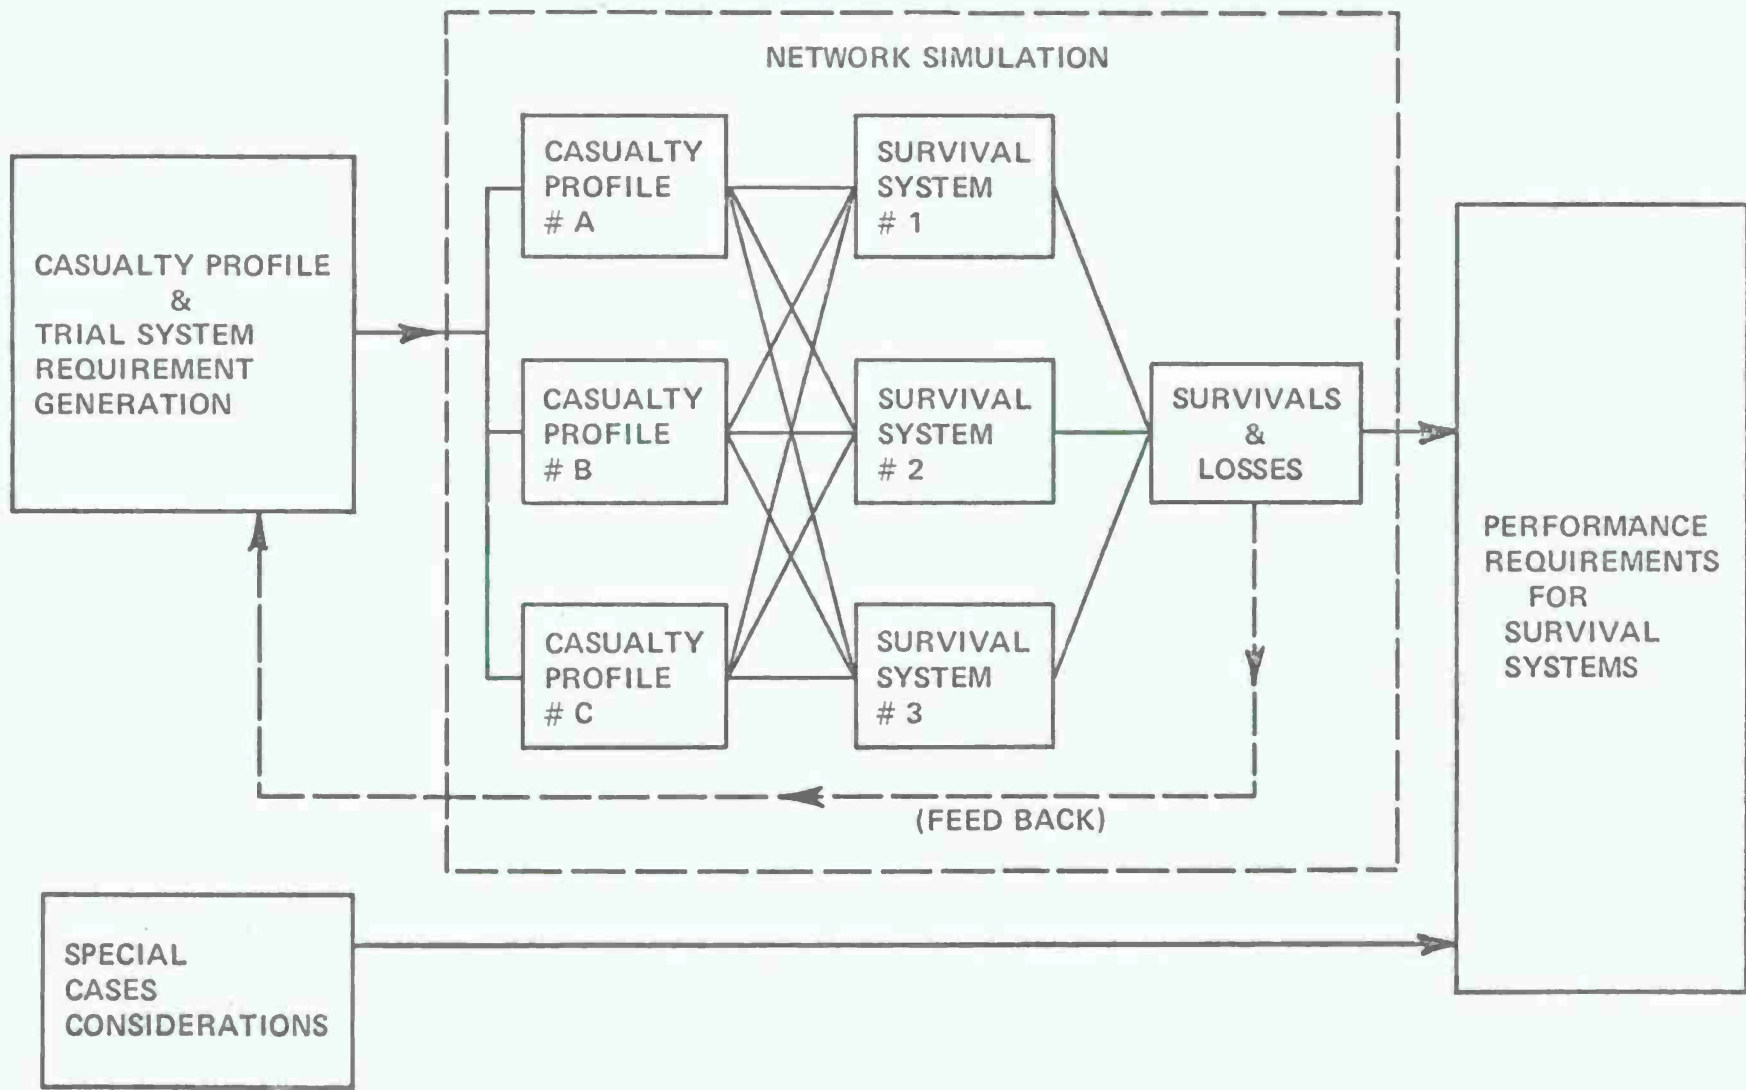 NETWORK SIMULATION
CASUALTY PROFILE
&
TRIAL SYSTEM
REQUIREMENT
GENERATION
CASUALTY
PROFILE
# A
CASUALTY
PROFILE
# B
CASUALTY
PROFILE
# C
SURVIVAL
SYSTEM
# 1
SURVIVAL
SYSTEM
# 2
SURVIVAL
SYSTEM
# 3
SURVIVALS
&
LOSSES
(FEED BACK)
PERFORMANCE
REQUIREMENTS
FOR
SURVIVAL
SYSTEMS
SPECIAL
CASES
CONSIDERATIONS